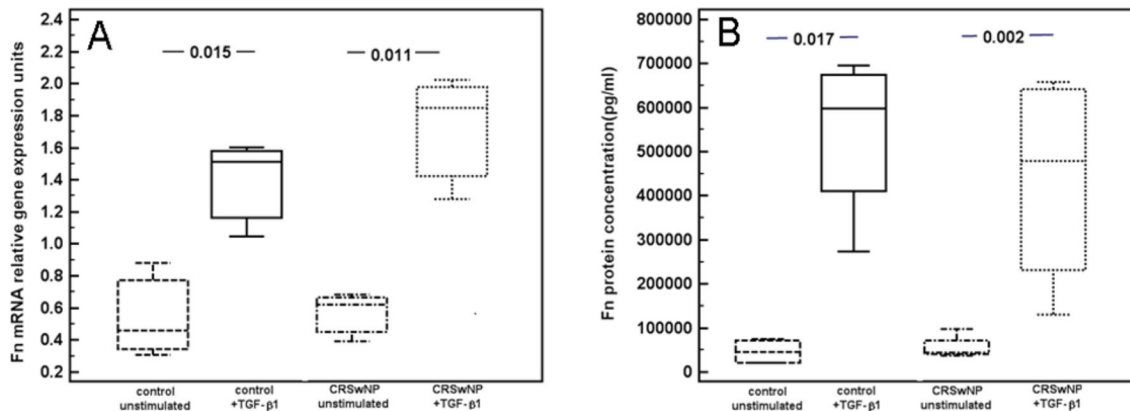 A
Fn mRNA relative gene expression units
2.4
2.2
2.0
1.8
1.6
1.4
1.2
1.0
0.8
0.6
0.4
0.2
0.015
0.011
control
unstimulated
control
+TGF-β1
CRSwNP
unstimulated
CRSwNP
+TGF-β1
B
Fn protein concentration(pg/ml)
800000
700000
600000
500000
400000
300000
200000
100000
0
0.017
0.002
control
unstimulated
control
+TGF-β1
CRSwNP
unstimulated
CRSwNP
+TGF-β1